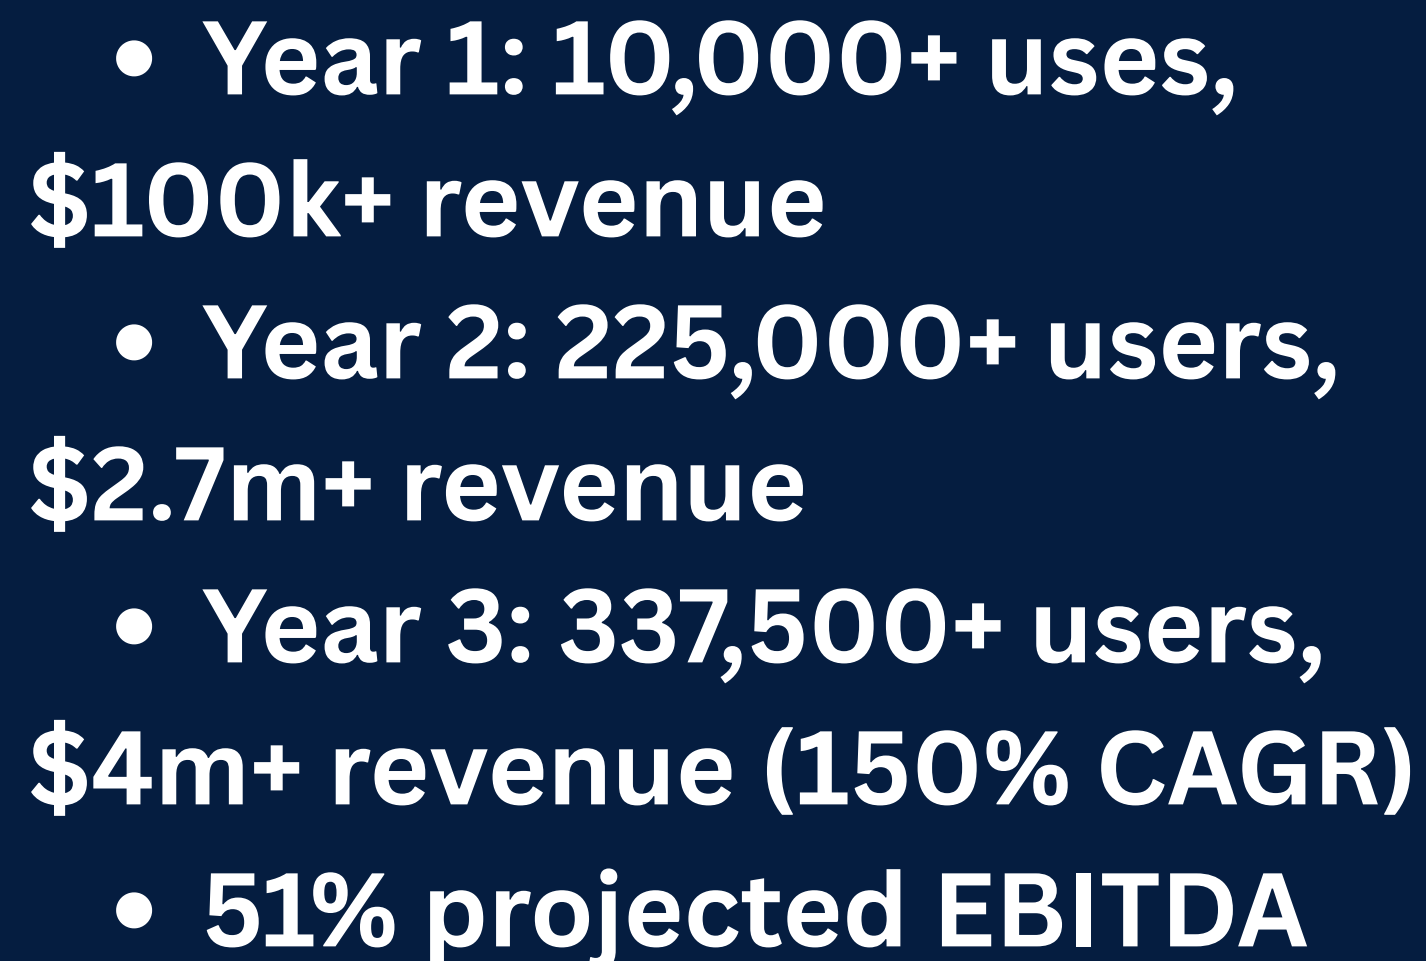 • Year 1: 10,000+ uses,
$100k+ revenue
• Year 2: 225,000+ users,
$2.7m+ revenue
• Year 3: 337,500+ users,
$4m+ revenue (150% CAGR)
• 51% projected EBITDA